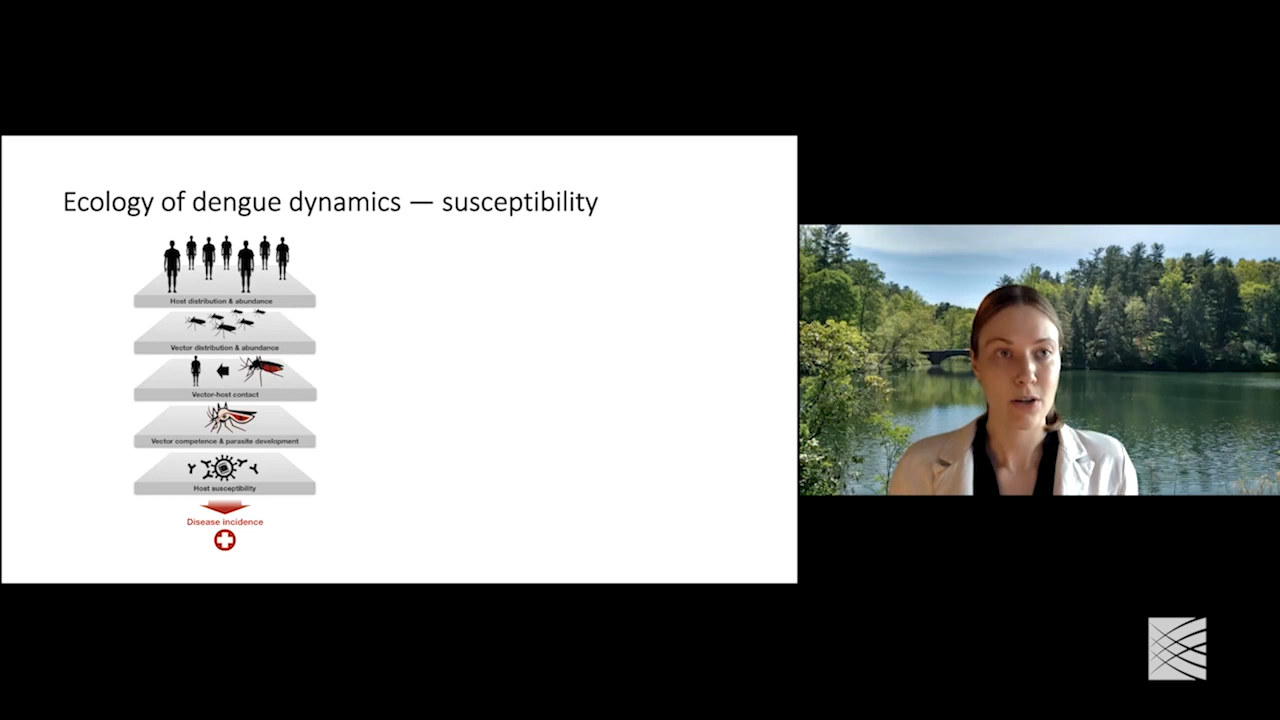 Ecology of dengue dynamics — susceptibility
Host distribution & abundance
Vector distribution & abundance
Vector-host contact
Vector competence & parasite development
Host susceptibility
Disease incidence